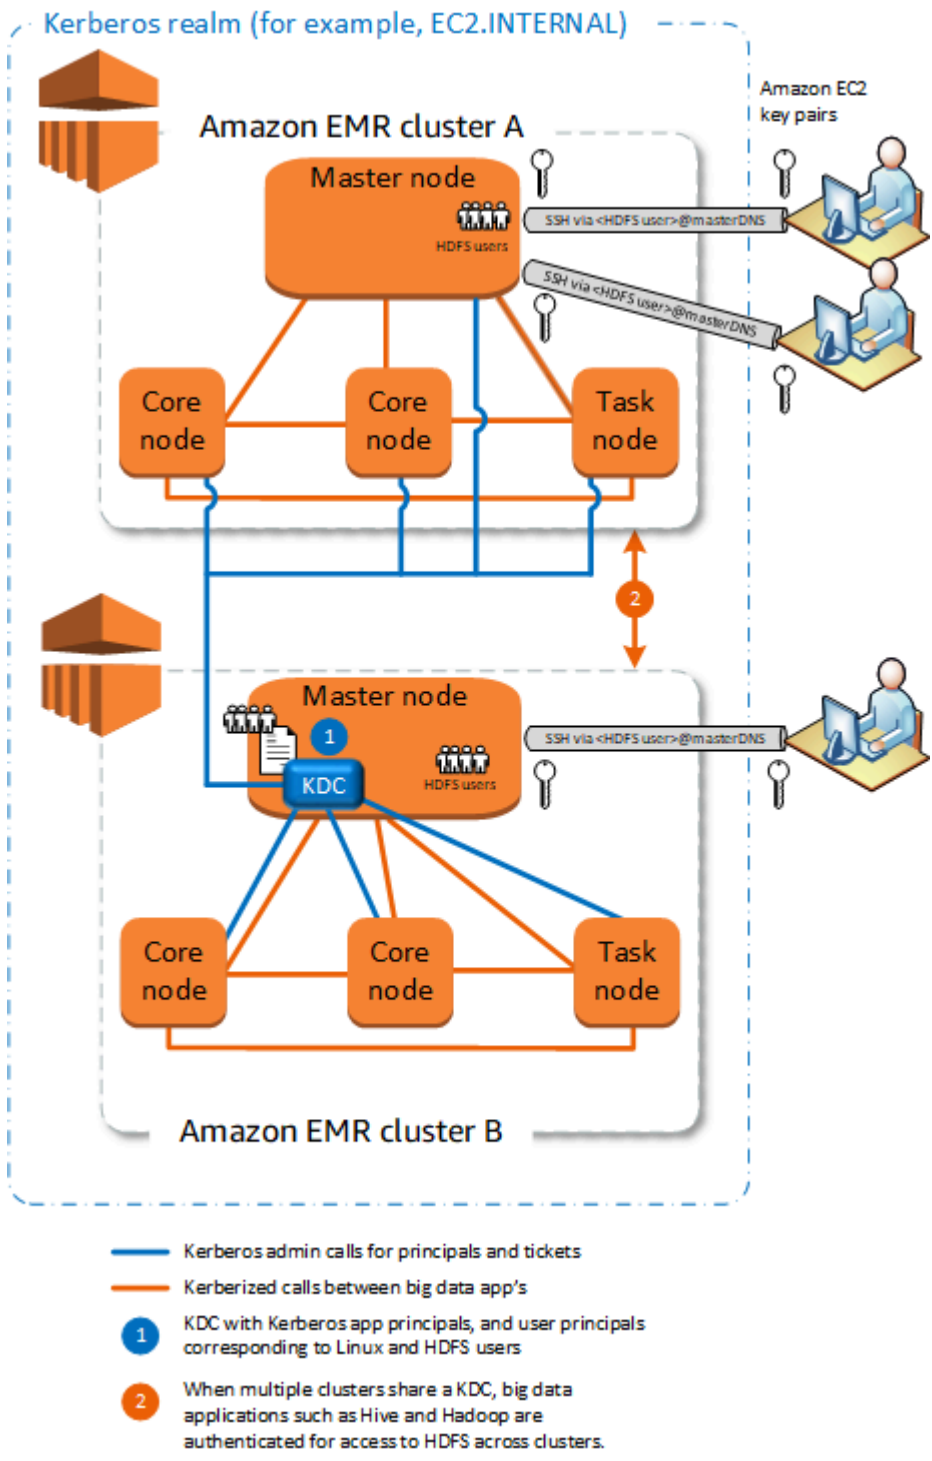 Kerberos realm (for example, EC2.INTERNAL)
Amazon EC2
key pairs
Amazon EMR cluster A
Master node
HDFS users
SSH via <HDFS user>@masterDNS
SSH via <HDFS user>@masterDNS
Core
node
Core
node
Task
node
2
Master node
1
KDC
HDFS users
SSH via <HDFS user>@masterDNS
Core
node
Core
node
Task
node
Amazon EMR cluster B
Kerberos admin calls for principals and tickets
Kerberized calls between big data app's
1
KDC with Kerberos app principals, and user principals
corresponding to Linux and HDFS users
2
When multiple clusters share a KDC, big data
applications such as Hive and Hadoop are
authenticated for access to HDFS across clusters.